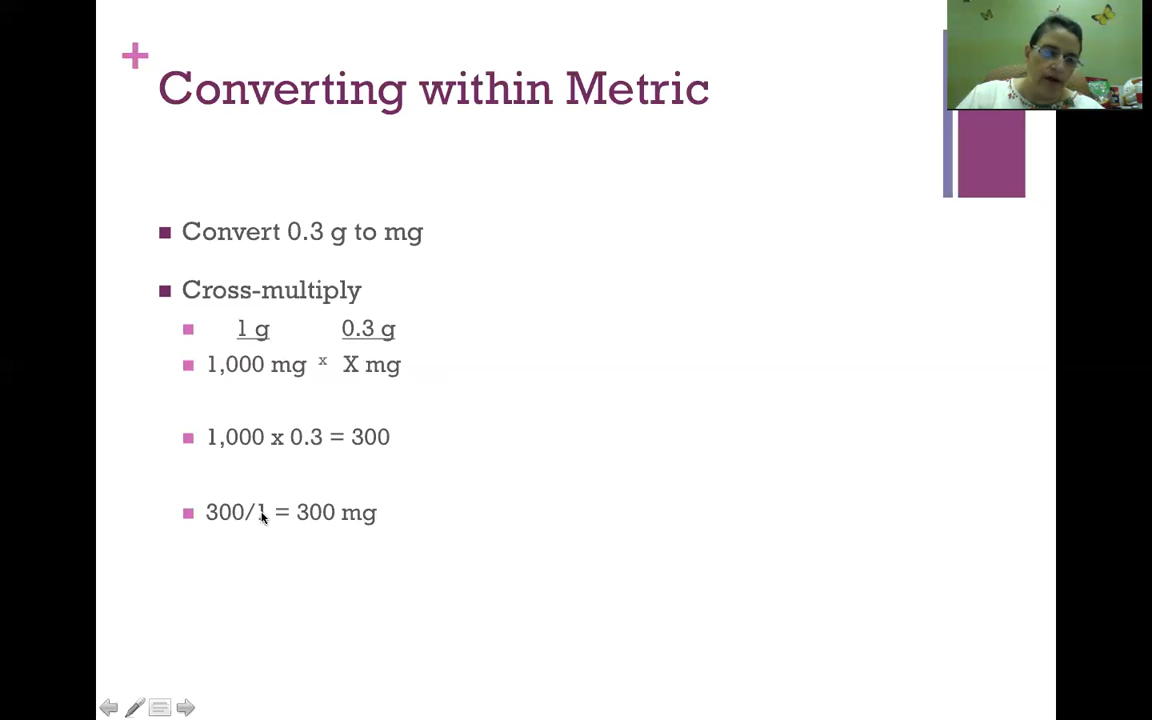 +
Converting within Metric
Convert 0.3 g to mg
Cross-multiply
1 g 0.3 g
1,000 mg x X mg
1,000 x 0.3 = 300
300/1 = 300 mg